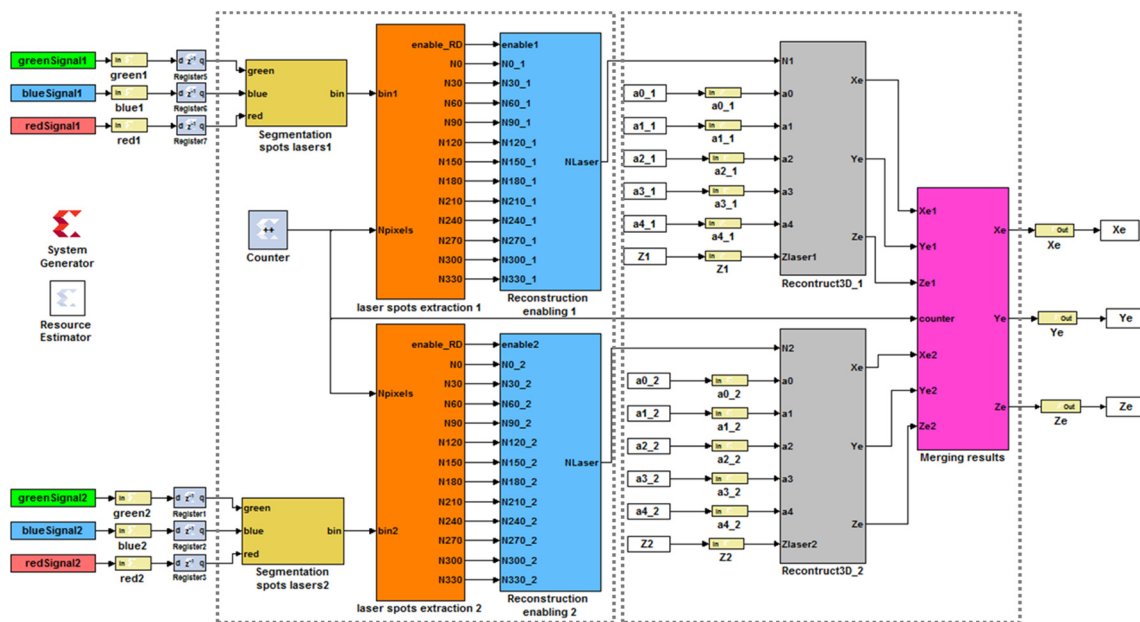 greenSignal1
In
green1
d z⁻¹ q
Register5
blueSignal1
In
blue1
d z⁻¹ q
Register6
redSignal1
In
red1
d z⁻¹ q
Register7
green
blue
red
bin
Segmentation
spots lasers1
System
Generator
Resource
Estimator
++
Counter
bin1
Npixels
enable_RD
N0
N30
N60
N90
N120
N150
N180
N210
N240
N270
N300
N330
laser spots extraction 1
enable1
N0_1
N30_1
N60_1
N90_1
N120_1
N150_1
N180_1
N210_1
N240_1
N270_1
N300_1
N330_1
NLaser
Reconstruction
enabling 1
a0_1
In
a0_1
a1_1
In
a1_1
a2_1
In
a2_1
a3_1
In
a3_1
a4_1
In
a4_1
Z1
In
Z1
N1
a0
a1
a2
a3
a4
Zlaser1
Xe
Ye
Ze
Reconstruct3D_1
Xe1
Ye1
Ze1
counter
Xe2
Ye2
Ze2
Xe
Ye
Ze
Merging results
Out
Xe
Xe
Out
Ye
Ye
Out
Ze
Ze
greenSignal2
In
green2
d z⁻¹ q
Register1
blueSignal2
In
blue2
d z⁻¹ q
Register2
redSignal2
In
red2
d z⁻¹ q
Register3
green
blue
red
bin
Segmentation
spots lasers2
Npixels
bin2
enable_RD
N0
N30
N60
N90
N120
N150
N180
N210
N240
N270
N300
N330
laser spots extraction 2
enable2
N0_2
N30_2
N60_2
N90_2
N120_2
N150_2
N180_2
N210_2
N240_2
N270_2
N300_2
N330_2
NLaser
Reconstruction
enabling 2
a0_2
In
a0_2
a1_2
In
a1_2
a2_2
In
a2_2
a3_2
In
a3_2
a4_2
In
a4_2
Z2
In
Z2
N2
a0
a1
a2
a3
a4
Zlaser2
Xe
Ye
Ze
Reconstruct3D_2